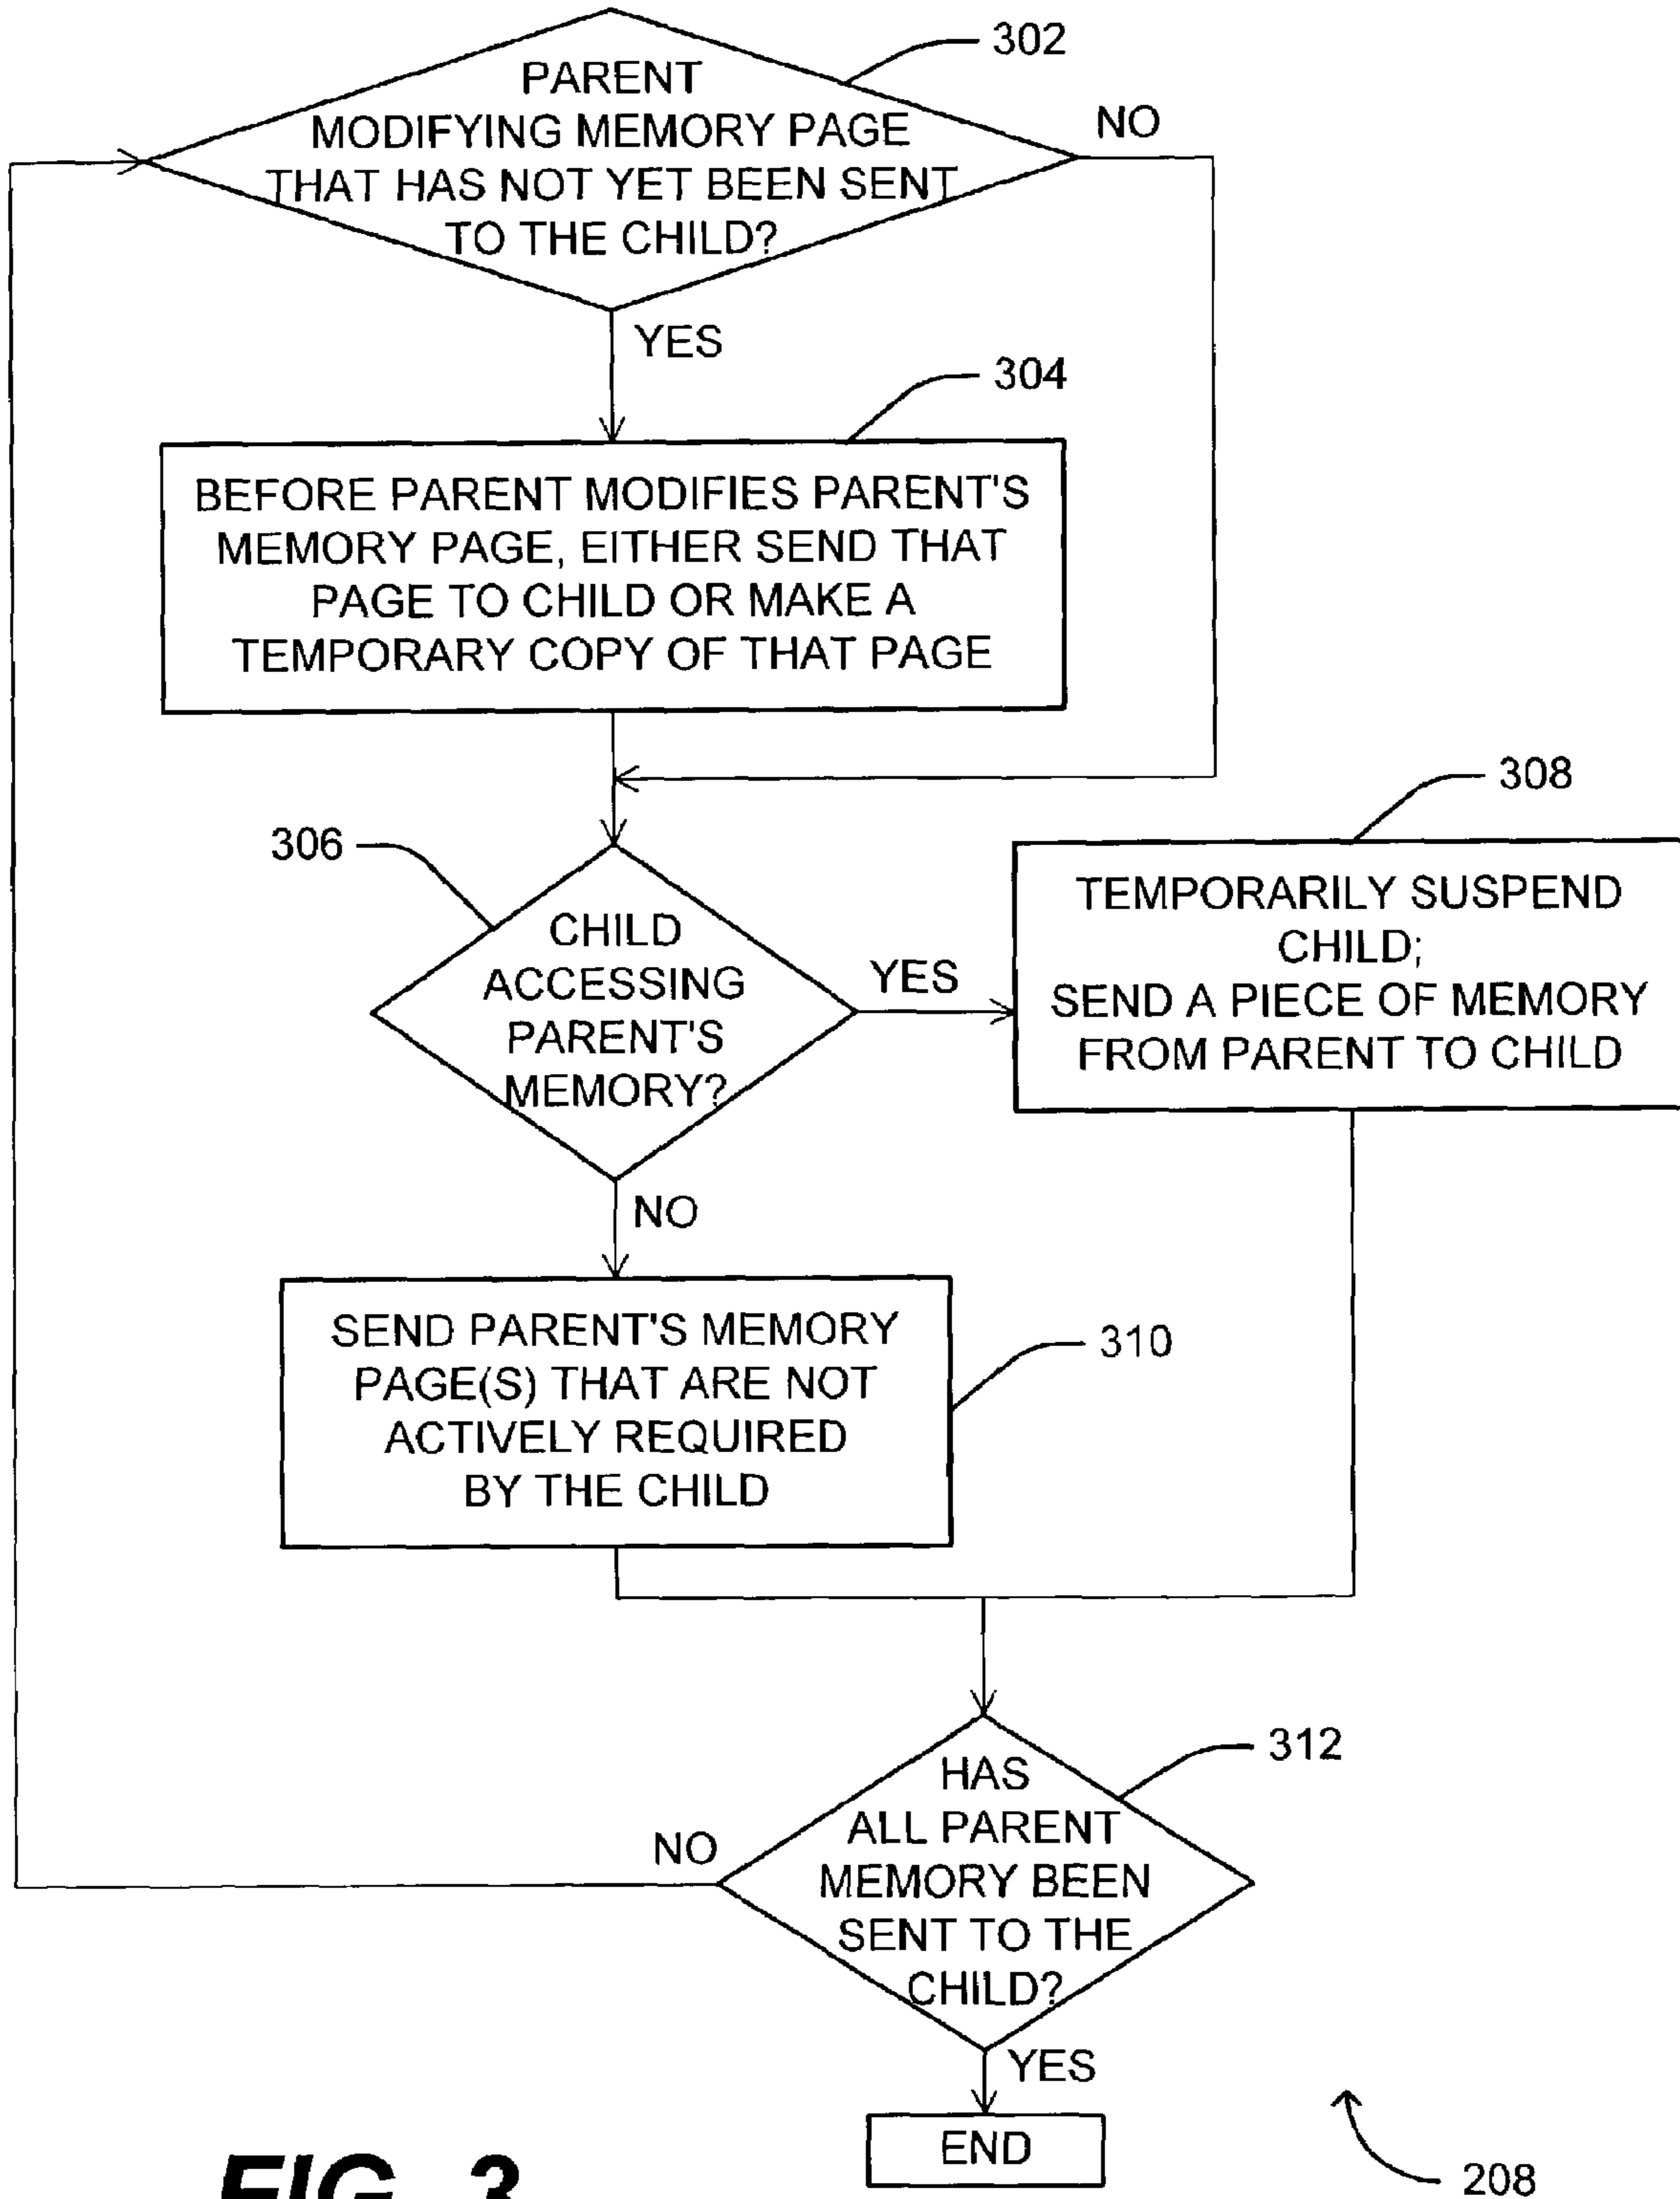 302
PARENT
MODIFYING MEMORY PAGE
THAT HAS NOT YET BEEN SENT
TO THE CHILD?
NO
YES
304
BEFORE PARENT MODIFIES PARENT'S
MEMORY PAGE, EITHER SEND THAT
PAGE TO CHILD OR MAKE A
TEMPORARY COPY OF THAT PAGE
306
CHILD
ACCESSING
PARENT'S
MEMORY?
YES
308
TEMPORARILY SUSPEND
CHILD;
SEND A PIECE OF MEMORY
FROM PARENT TO CHILD
NO
SEND PARENT'S MEMORY
PAGE(S) THAT ARE NOT
ACTIVELY REQUIRED
BY THE CHILD
310
312
HAS
ALL PARENT
MEMORY BEEN
SENT TO THE
CHILD?
NO
YES
END
208
FIG. 3